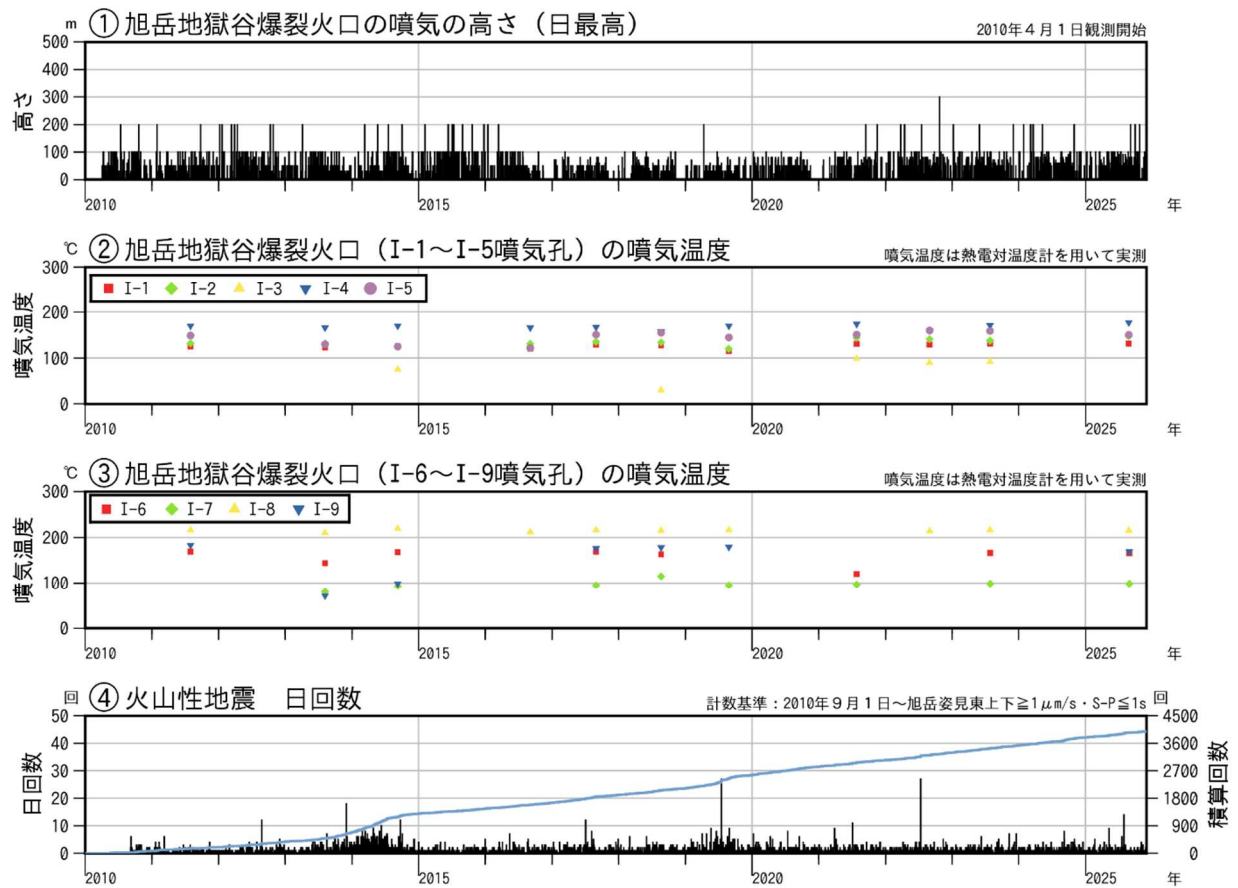 m ①旭岳地獄谷爆裂火口の噴気の高さ（日最高） 2010年４月１日観測開始
500
400
300
200
100
0
高さ
2010 2015 2020 2025 年
℃ ②旭岳地獄谷爆裂火口（I-1～I-5噴気孔）の噴気温度 噴気温度は熱電対温度計を用いて実測
300
200
100
0
噴気温度
I-1 I-2 I-3 I-4 I-5
2010 2015 2020 2025 年
℃ ③旭岳地獄谷爆裂火口（I-6～I-9噴気孔）の噴気温度 噴気温度は熱電対温度計を用いて実測
300
200
100
0
噴気温度
I-6 I-7 I-8 I-9
2010 2015 2020 2025 年
回 ④火山性地震　日回数 計数基準：2010年９月１日～旭岳姿見東上下≧1μm/s・S-P≦1s 回
50 4500
40 3600
30 2700
20 1800
10 900
0 0
日回数
積算回数
2010 2015 2020 2025 年